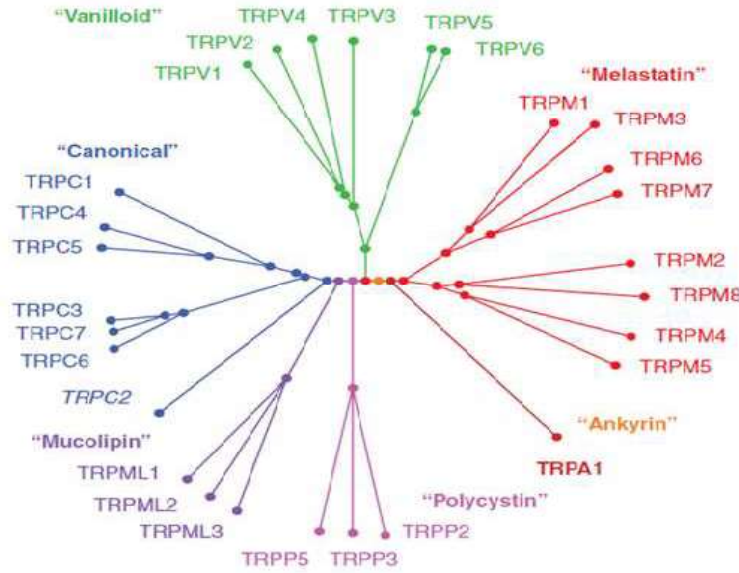 “Vanilloid”
TRPV4
TRPV3
TRPV5
TRPV2
TRPV6
TRPV1
“Melastatin”
TRPM1
TRPM3
TRPM6
TRPM7
TRPM2
TRPM8
TRPM4
TRPM5
“Canonical”
TRPC1
TRPC4
TRPC5
TRPC3
TRPC7
TRPC6
TRPC2
“Ankyrin”
TRPA1
“Mucolipin”
TRPML1
TRPML2
TRPML3
“Polycystin”
TRPP5
TRPP3
TRPP2